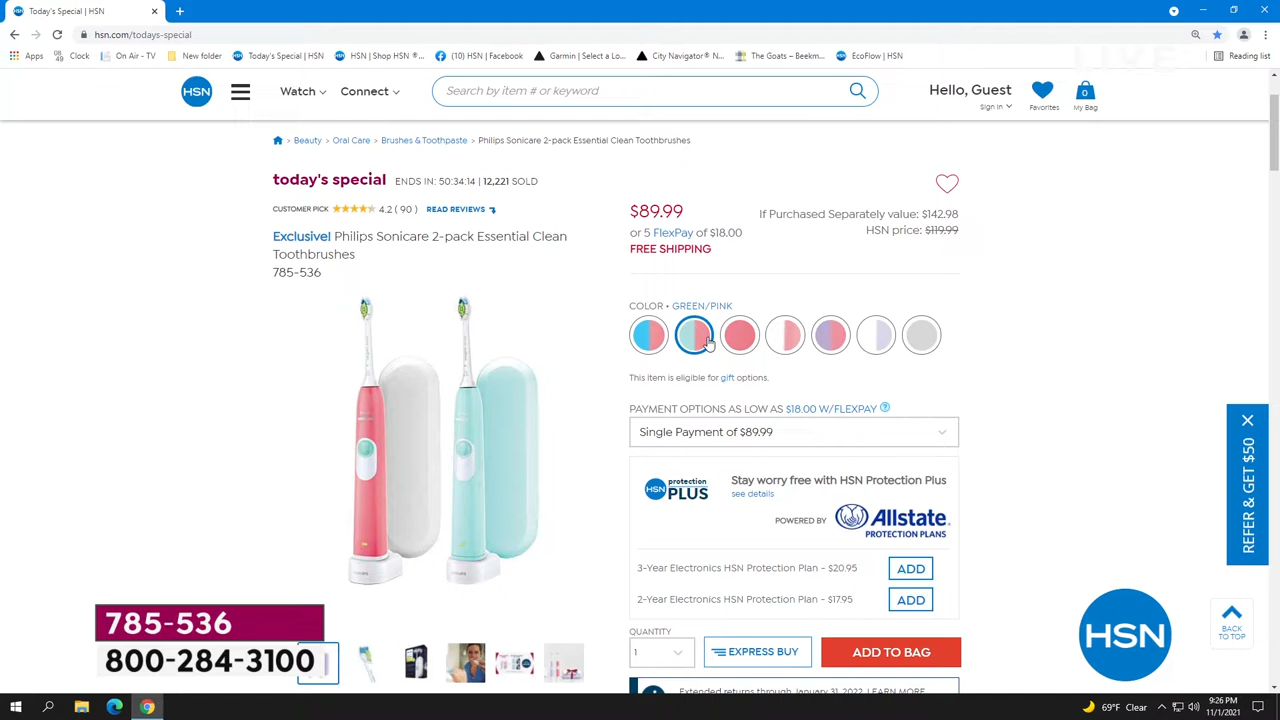 Today's Special | HSN
hsn.com/todays-special
Apps
Clock
On Air - TV
New folder
Today's Special | HSN
HSN | Shop HSN ®...
(10) HSN | Facebook
Garmin | Select a Lo...
City Navigator® N...
The Goats – Beekm...
EcoFlow | HSN
Reading list
LIVE
HSN
Watch
Connect
Search by item # or keyword
Hello, Guest
Sign In
Favorites
0
My Bag
Beauty > Oral Care > Brushes & Toothpaste > Philips Sonicare 2-pack Essential Clean Toothbrushes
today's special ENDS IN: 50:34:14 | 12,221 SOLD
CUSTOMER PICK 4.2 ( 90 ) READ REVIEWS
Exclusive! Philips Sonicare 2-pack Essential Clean
Toothbrushes
785-536
$89.99
or 5 FlexPay of $18.00
FREE SHIPPING
If Purchased Separately value: $142.98
HSN price: $119.99
COLOR • GREEN/PINK
This item is eligible for gift options.
PAYMENT OPTIONS AS LOW AS $18.00 W/FLEXPAY ?
Single Payment of $89.99
HSN protection PLUS
Stay worry free with HSN Protection Plus
see details
POWERED BY Allstate
PROTECTION PLANS
3-Year Electronics HSN Protection Plan - $20.95 ADD
2-Year Electronics HSN Protection Plan - $17.95 ADD
QUANTITY
1
EXPRESS BUY
ADD TO BAG
Extended returns through January 31, 2022. LEARN MORE
785-536
800-284-3100
HSN
REFER & GET $50
BACK
TO TOP
69°F Clear
9:26 PM
11/1/2021